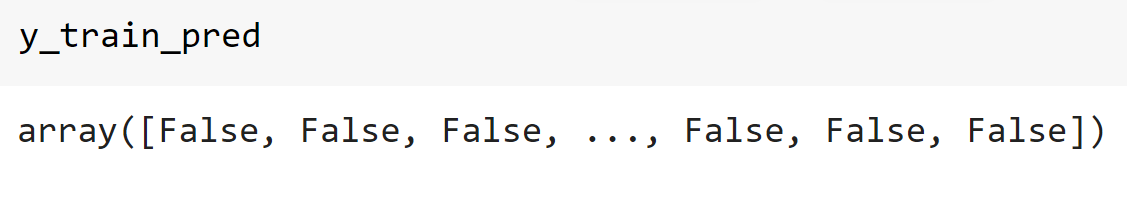 y_train_pred
array([False, False, False, ..., False, False, False])